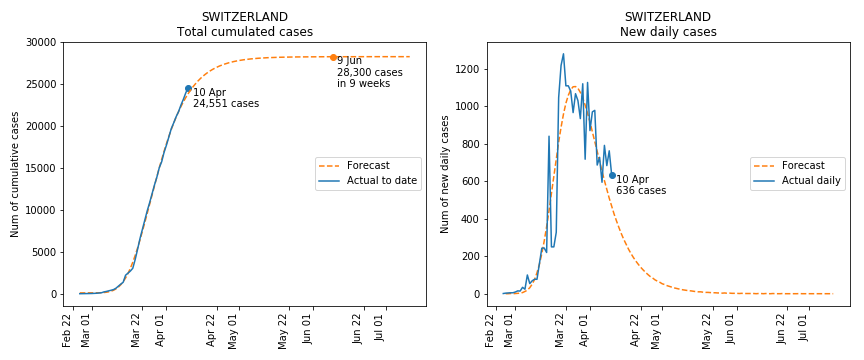 SWITZERLAND
Total cumulated cases
Num of cumulative cases
30000
25000
20000
15000
10000
5000
0
9 Jun
28,300 cases
in 9 weeks
10 Apr
24,551 cases
Forecast
Actual to date
Feb 22
Mar 01
Mar 22
Apr 01
Apr 22
May 01
May 22
Jun 01
Jun 22
Jul 01
SWITZERLAND
New daily cases
Num of new daily cases
1200
1000
800
600
400
200
0
10 Apr
636 cases
Forecast
Actual daily
Feb 22
Mar 01
Mar 22
Apr 01
Apr 22
May 01
May 22
Jun 01
Jun 22
Jul 01